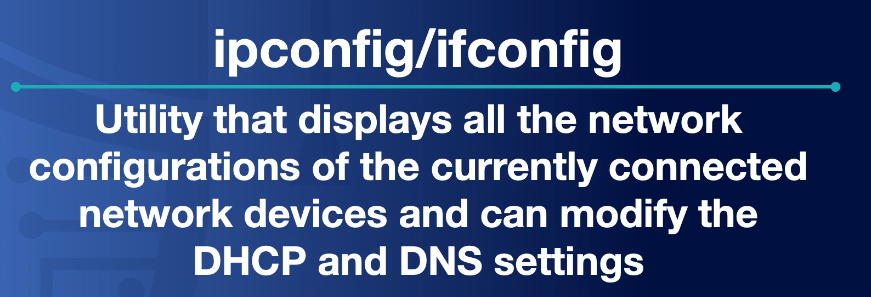 ipconfig/ifconfig
Utility that displays all the network
configurations of the currently connected
network devices and can modify the
DHCP and DNS settings